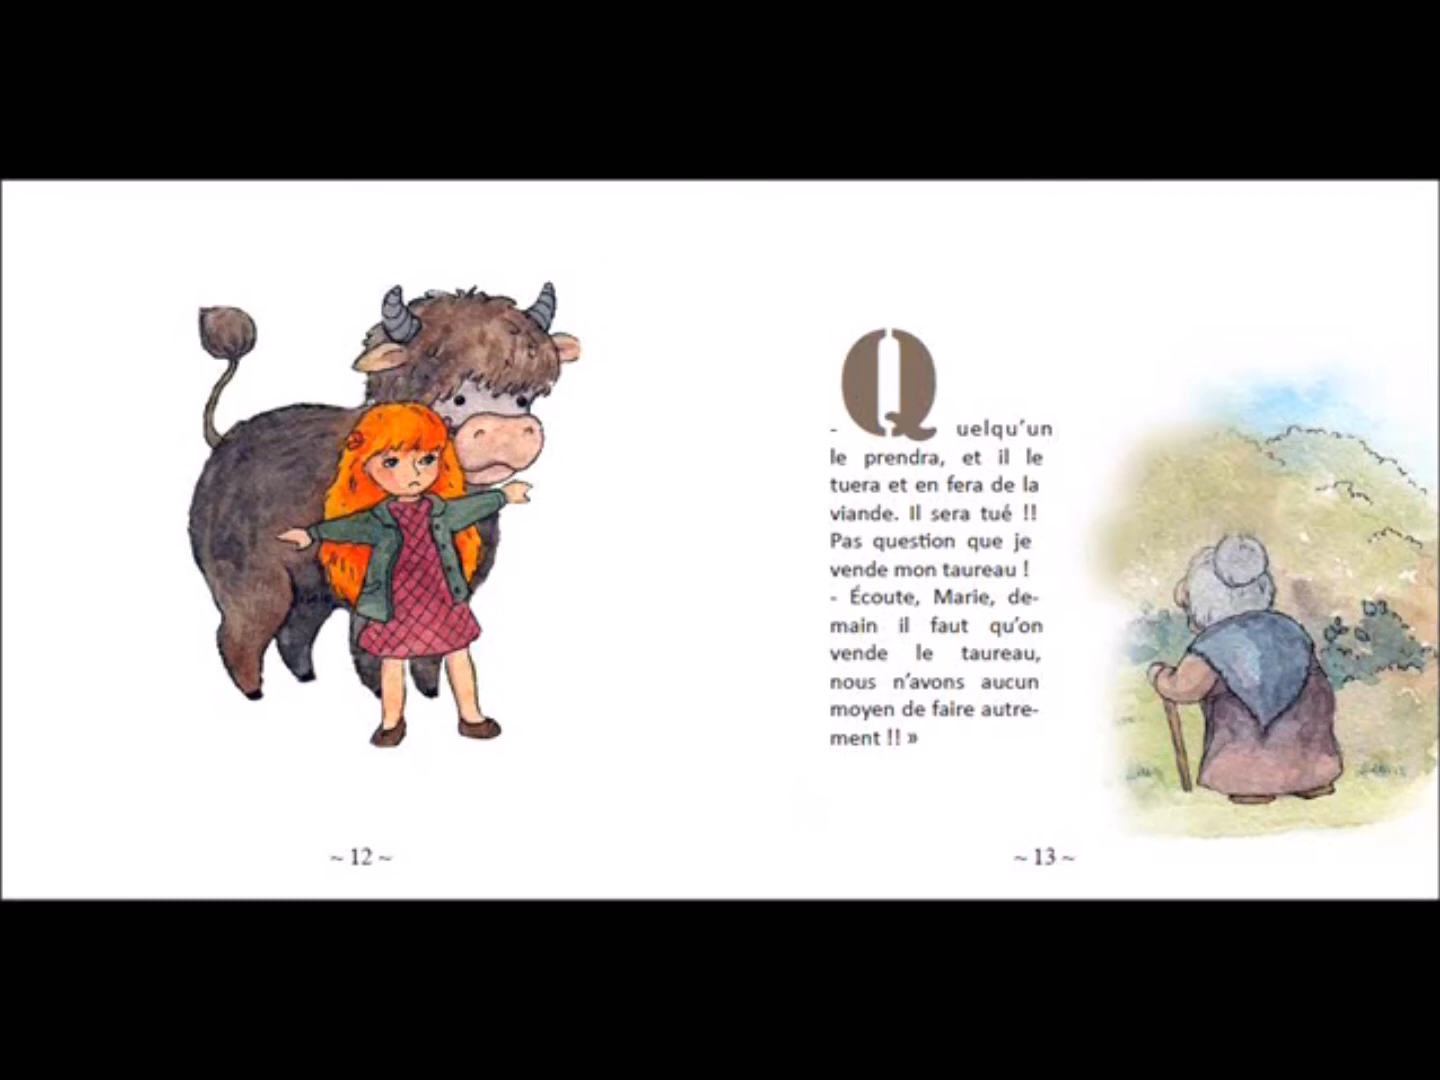 - Quelqu'un
le prendra, et il le
tuera et en fera de la
viande. Il sera tué !!
Pas question que je
vende mon taureau !
- Écoute, Marie, de-
main il faut qu'on
vende le taureau,
nous n'avons aucun
moyen de faire autre-
ment !! »
~ 12 ~
~ 13 ~